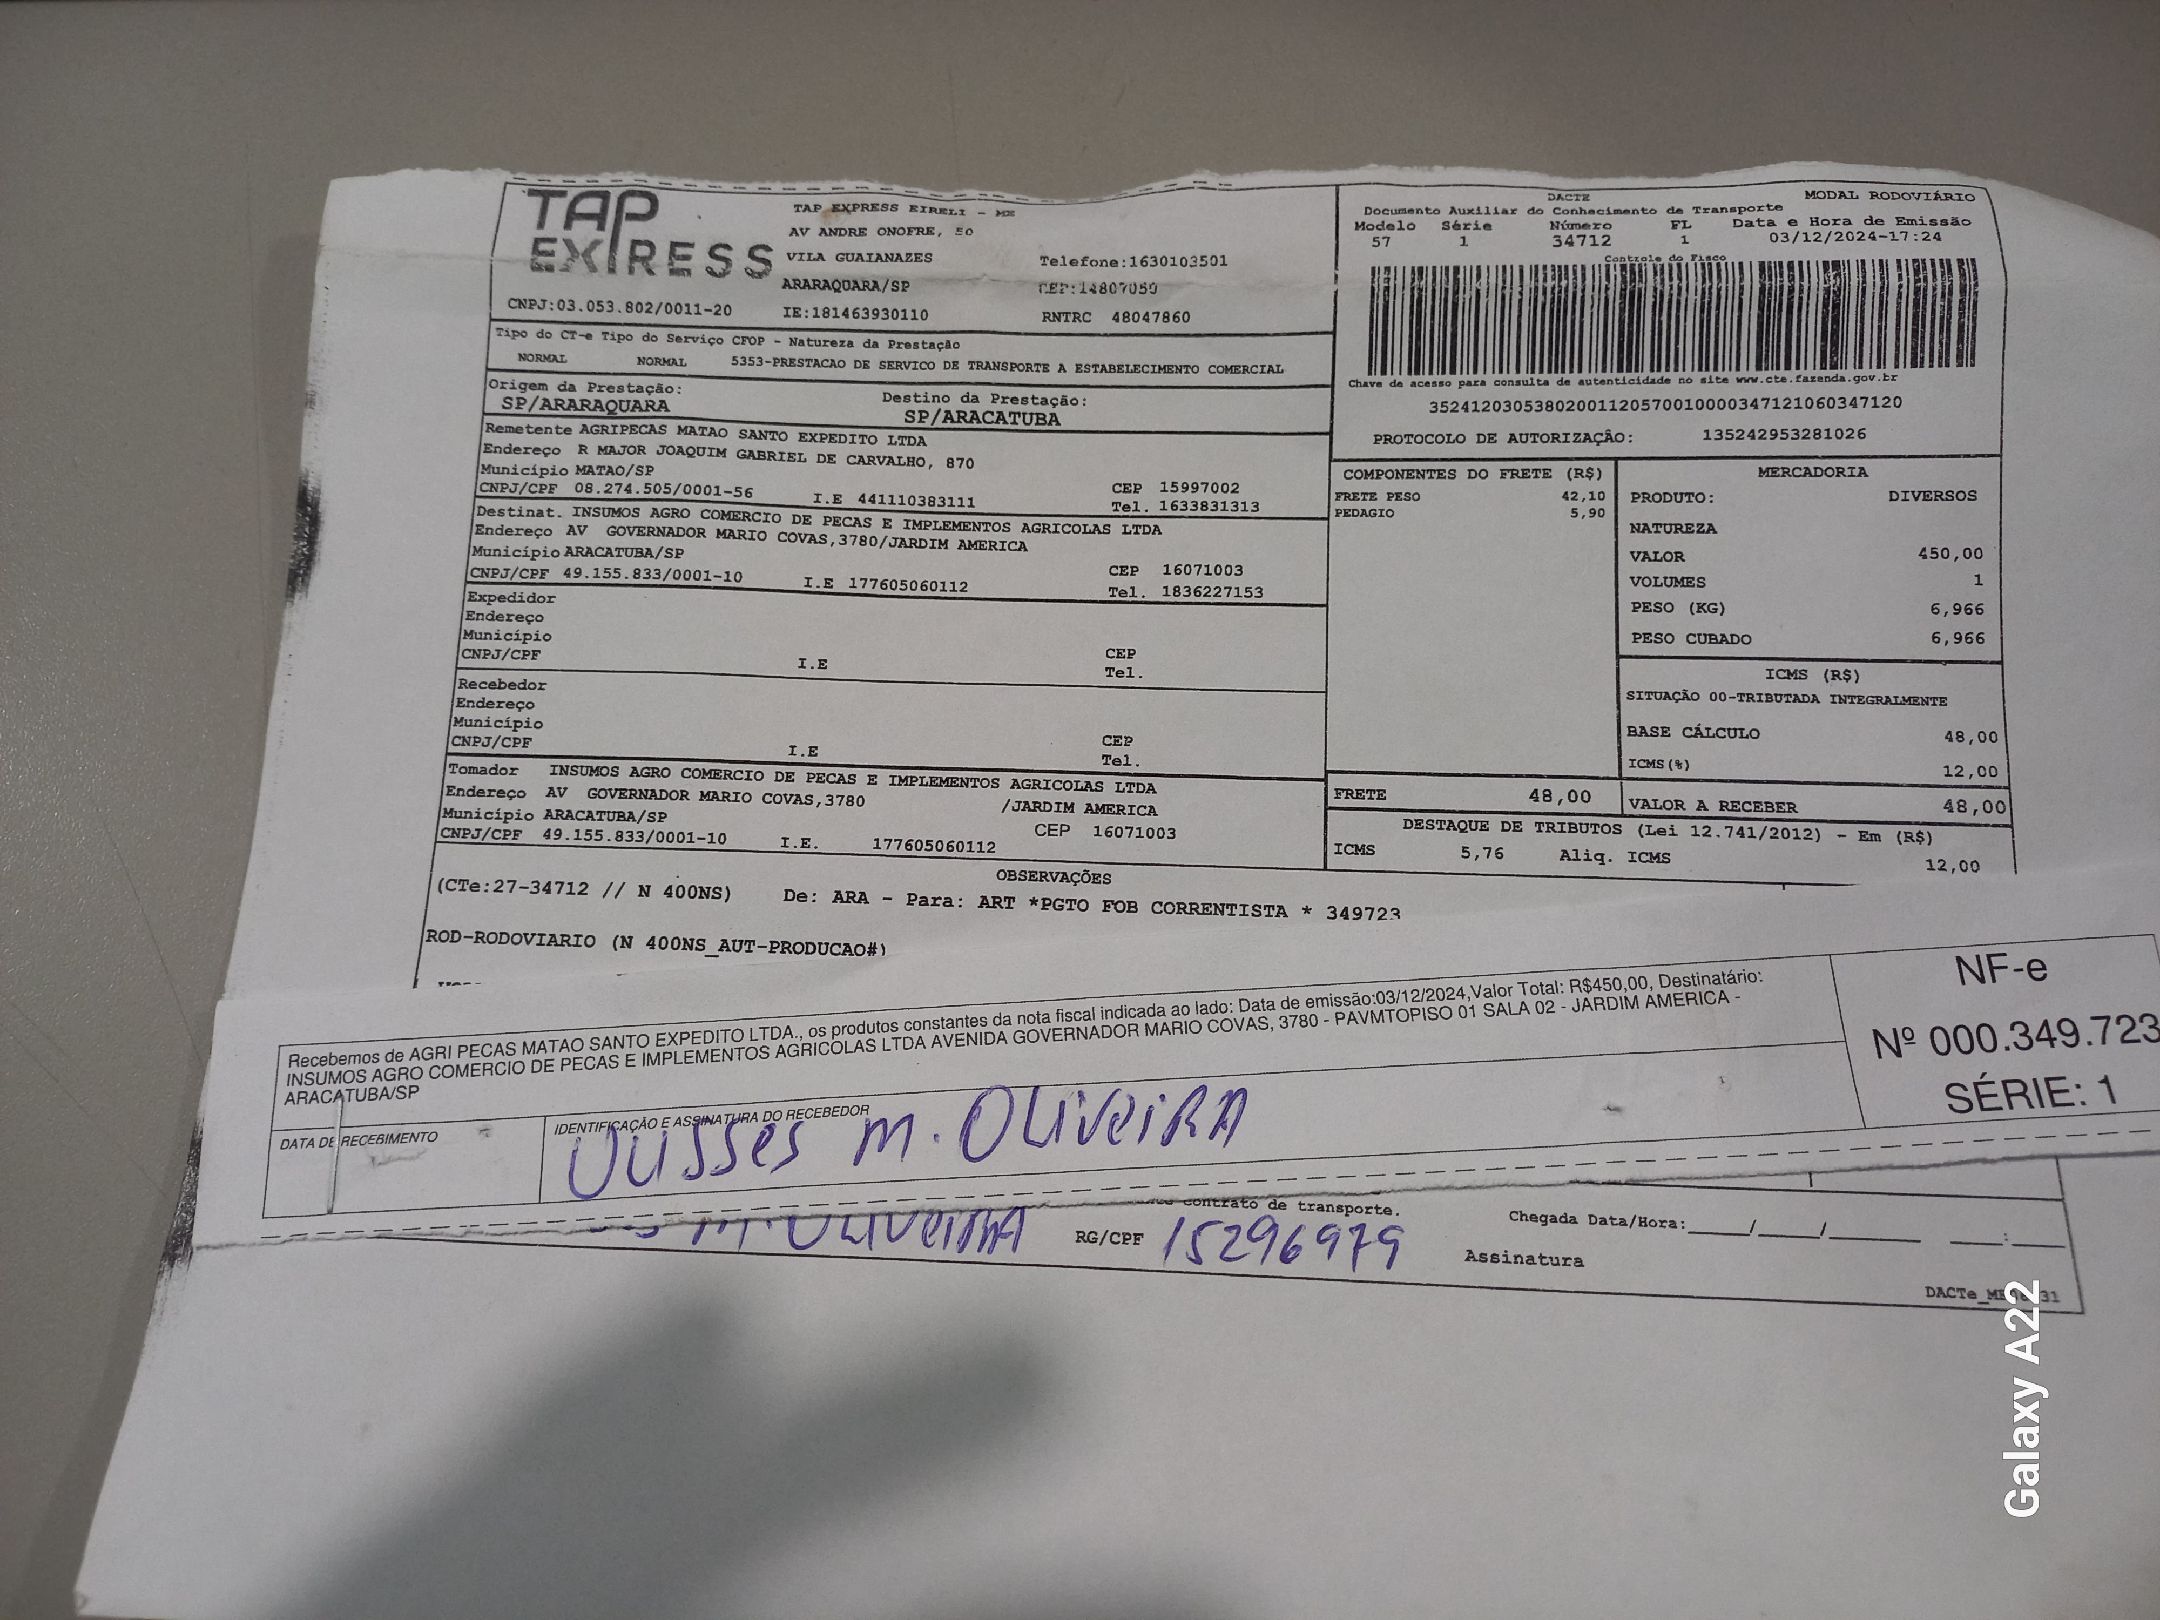 TAP EXPRESS
TAP EXPRESS EIRELI - ME
AV ANDRE ONOFRE, 50
VILA GUAIANAZES Telefone:1630103501
ARARAQUARA/SP CEP:14807050
CNPJ:03.053.802/0011-20 IE:181463930110 RNTRC 48047860
DACTE MODAL RODOVIÁRIO
Documento Auxiliar do Conhecimento de Transporte
Modelo Série Número FL Data e Hora de Emissão
57 1 34712 1 03/12/2024-17:24
Controle do Fisco
Chave de acesso para consulta de autenticidade no site www.cte.fazenda.gov.br
35241203053802001120570010000347121060347120
PROTOCOLO DE AUTORIZAÇÃO: 135242953281026
Tipo do CT-e Tipo do Serviço CFOP - Natureza da Prestação
NORMAL NORMAL 5353-PRESTACAO DE SERVICO DE TRANSPORTE A ESTABELECIMENTO COMERCIAL
Origem da Prestação: Destino da Prestação:
SP/ARARAQUARA SP/ARACATUBA
Remetente AGRIPECAS MATAO SANTO EXPEDITO LTDA
Endereço R MAJOR JOAQUIM GABRIEL DE CARVALHO, 870
Município MATAO/SP CEP 15997002
CNPJ/CPF 08.274.505/0001-56 I.E 441110383111 Tel. 1633831313
Destinat. INSUMOS AGRO COMERCIO DE PECAS E IMPLEMENTOS AGRICOLAS LTDA
Endereço AV GOVERNADOR MARIO COVAS,3780/JARDIM AMERICA
Município ARACATUBA/SP CEP 16071003
CNPJ/CPF 49.155.833/0001-10 I.E 177605060112 Tel. 1836227153
Expedidor
Endereço
Município CEP
CNPJ/CPF I.E Tel.
Recebedor
Endereço
Município CEP
CNPJ/CPF I.E Tel.
Tomador INSUMOS AGRO COMERCIO DE PECAS E IMPLEMENTOS AGRICOLAS LTDA
Endereço AV GOVERNADOR MARIO COVAS,3780 /JARDIM AMERICA
Município ARACATUBA/SP CEP 16071003
CNPJ/CPF 49.155.833/0001-10 I.E. 177605060112
COMPONENTES DO FRETE (R$)
FRETE PESO 42,10
PEDAGIO 5,90
MERCADORIA
PRODUTO: DIVERSOS
NATUREZA
VALOR 450,00
VOLUMES 1
PESO (KG) 6,966
PESO CUBADO 6,966
ICMS (R$)
SITUAÇÃO 00-TRIBUTADA INTEGRALMENTE
BASE CÁLCULO 48,00
ICMS(%) 12,00
FRETE 48,00 VALOR A RECEBER 48,00
DESTAQUE DE TRIBUTOS (Lei 12.741/2012) - Em (R$)
ICMS 5,76 Aliq. ICMS 12,00
OBSERVAÇÕES
(CTe:27-34712 // N 400NS) De: ARA - Para: ART *PGTO FOB CORRENTISTA * 349723
ROD-RODOVIARIO (N 400NS_AUT-PRODUCAO#)
Recebemos de AGRI PECAS MATAO SANTO EXPEDITO LTDA., os produtos constantes da nota fiscal indicada ao lado: Data de emissão:03/12/2024,Valor Total: R$450,00, Destinatário:
INSUMOS AGRO COMERCIO DE PECAS E IMPLEMENTOS AGRICOLAS LTDA AVENIDA GOVERNADOR MARIO COVAS, 3780 - PAVMTOPISO 01 SALA 02 - JARDIM AMERICA -
ARACATUBA/SP
NF-e
Nº 000.349.723
SÉRIE: 1
DATA DE RECEBIMENTO IDENTIFICAÇÃO E ASSINATURA DO RECEBEDOR
ULISSES M. OLIVEIRA
contrato de transporte.
M. OLIVEIRA RG/CPF 15296979
Chegada Data/Hora:____/____/______ ___:___
Assinatura
Galaxy A22